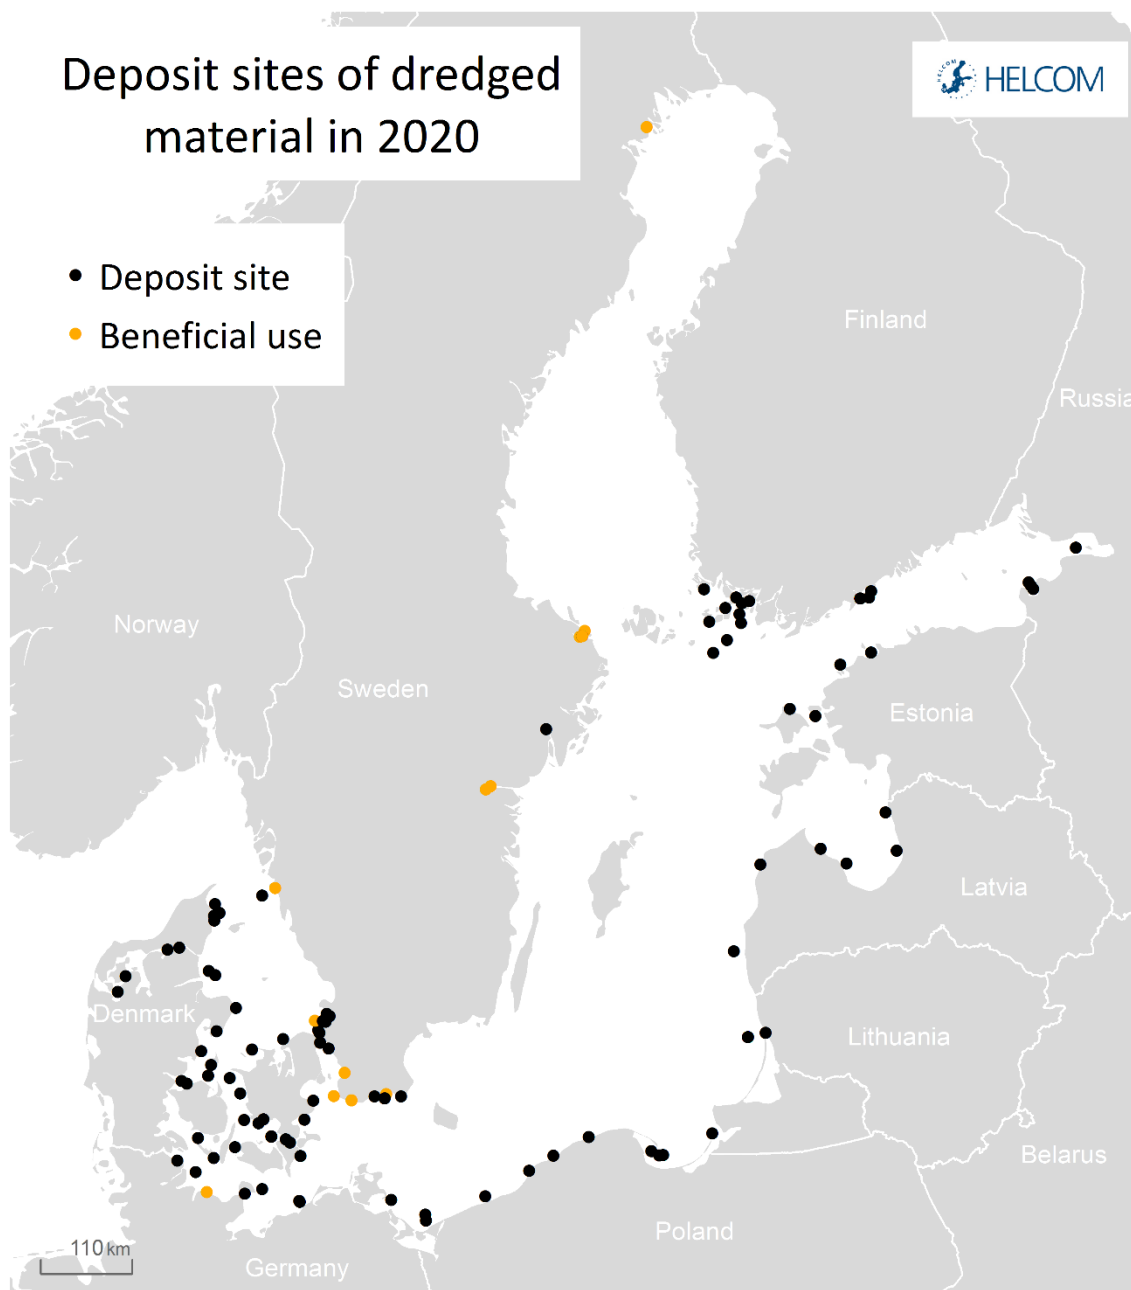 Deposit sites of dredged
material in 2020
HELCOM
HELCOM
Deposit site
Beneficial use
Finland
Russia
Norway
Sweden
Estonia
Latvia
Denmark
Lithuania
Belarus
Poland
110 km
Germany